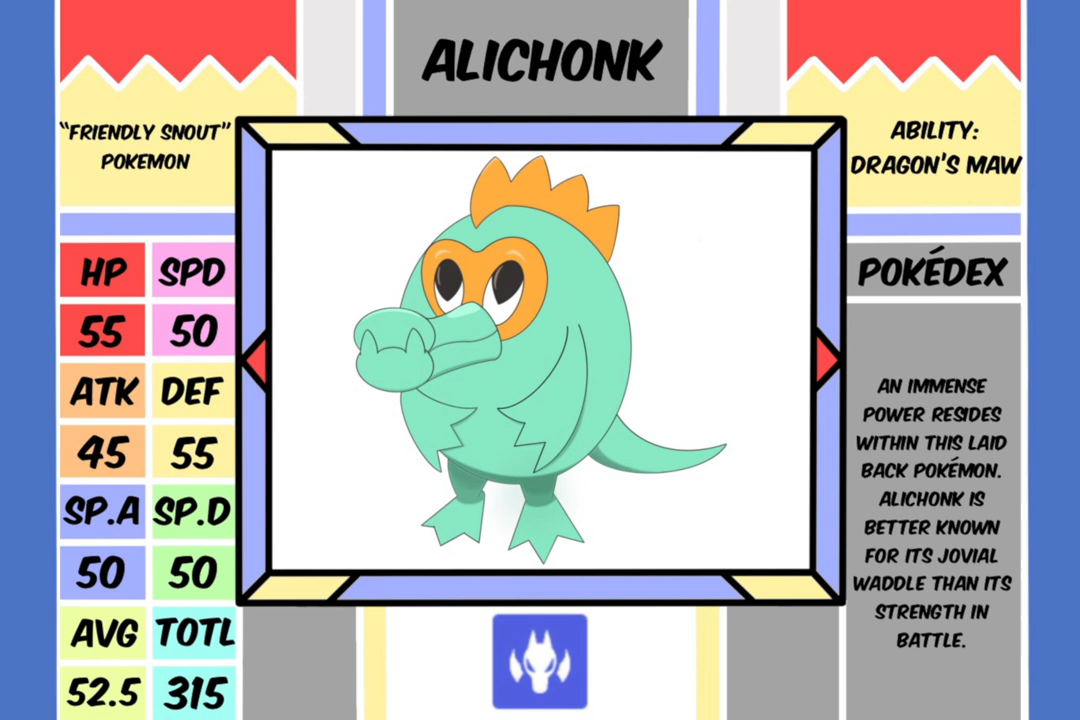 ALICHONK
"FRIENDLY SNOUT"
POKEMON
ABILITY:
DRAGON'S MAW
HP SPD
55 50
ATK DEF
45 55
SP.A SP.D
50 50
AVG TOTL
52.5 315
POKÉDEX
AN IMMENSE
POWER RESIDES
WITHIN THIS LAID
BACK POKÉMON.
ALICHONK IS
BETTER KNOWN
FOR ITS JOVIAL
WADDLE THAN ITS
STRENGTH IN
BATTLE.